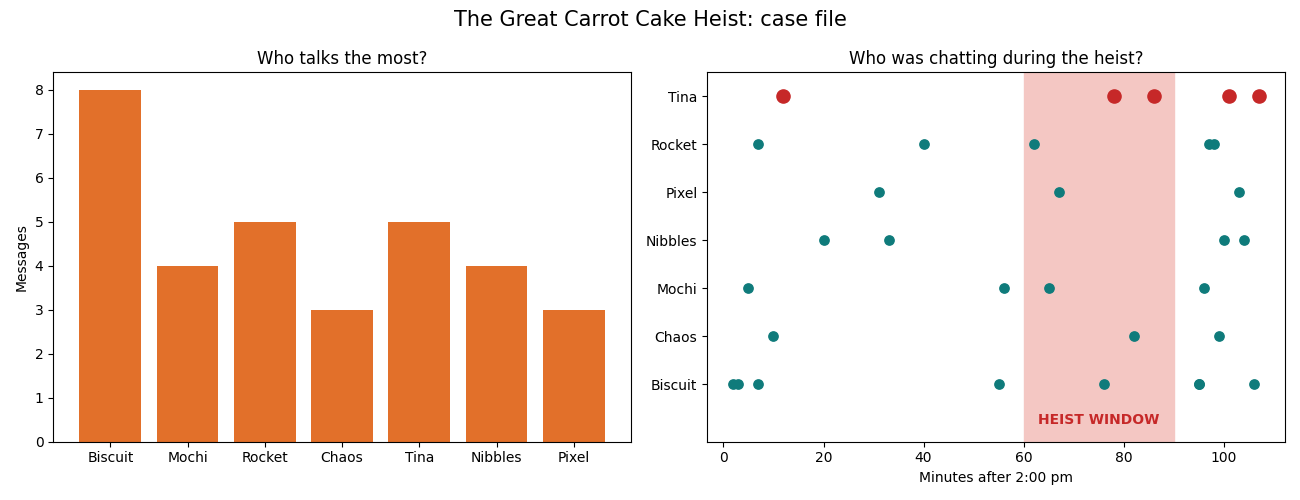 The Great Carrot Cake Heist: case file
Who talks the most?
Messages
8
7
6
5
4
3
2
1
0
Biscuit Mochi Rocket Chaos Tina Nibbles Pixel
Who was chatting during the heist?
Tina
Rocket
Pixel
Nibbles
Mochi
Chaos
Biscuit
HEIST WINDOW
0 20 40 60 80 100
Minutes after 2:00 pm